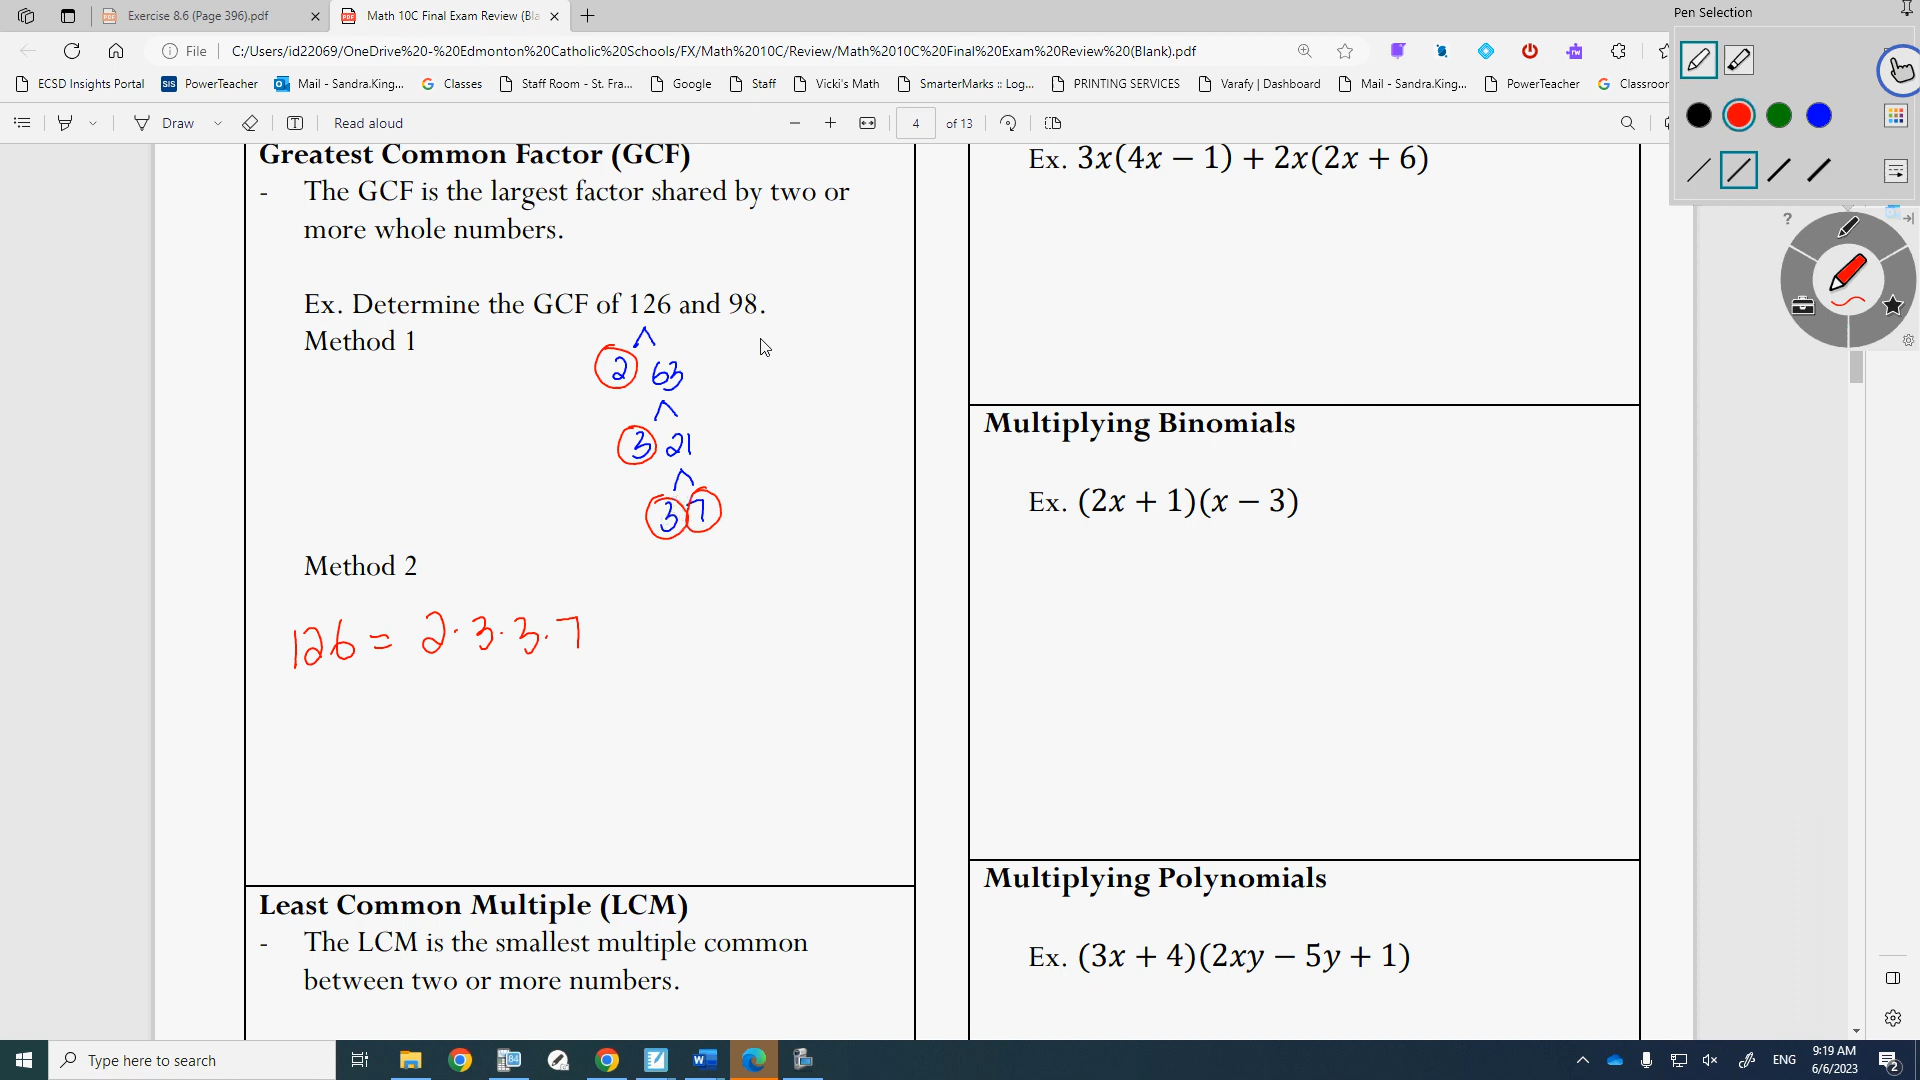 Exercise 8.6 (Page 396).pdf
Math 10C Final Exam Review (Bla
Pen Selection
File
C:/Users/id22069/OneDrive%20-%20Edmonton%20Catholic%20Schools/FX/Math%2010C/Review/Math%2010C%20Final%20Exam%20Review%20(Blank).pdf
ECSD Insights Portal
SIS PowerTeacher
Mail - Sandra.King...
Classes
Staff Room - St. Fra...
Google
Staff
Vicki's Math
SmarterMarks :: Log...
PRINTING SERVICES
Varafy | Dashboard
Mail - Sandra.King...
PowerTeacher
Classroom
Draw
Read aloud
4 of 13
Greatest Common Factor (GCF)
- The GCF is the largest factor shared by two or
more whole numbers.
Ex. Determine the GCF of 126 and 98.
Method 1
2 63
3 21
3 7
Method 2
126 = 2·3·3·7
Least Common Multiple (LCM)
- The LCM is the smallest multiple common
between two or more numbers.
Ex. 3x(4x − 1) + 2x(2x + 6)
Multiplying Binomials
Ex. (2x + 1)(x − 3)
Multiplying Polynomials
Ex. (3x + 4)(2xy − 5y + 1)
?
Type here to search
84
ENG
9:19 AM
6/6/2023
2